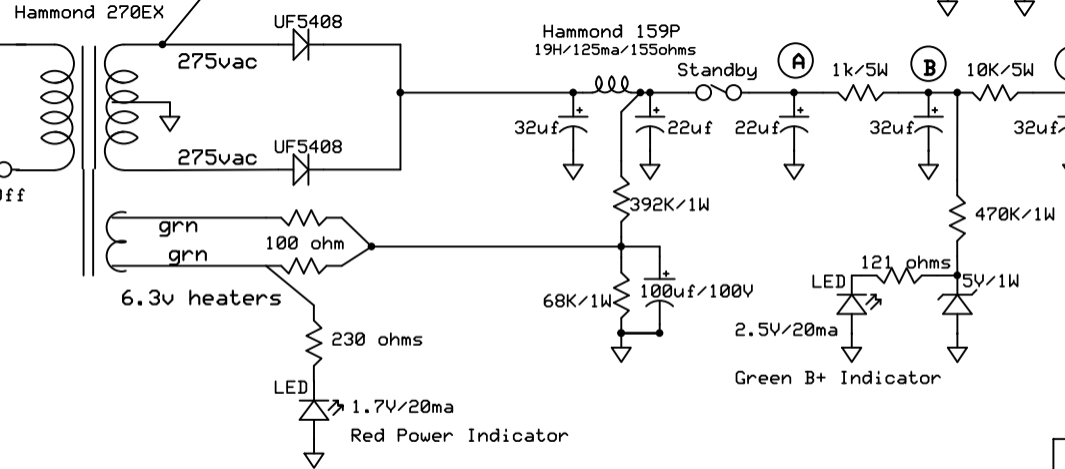 Hammond 270EX
UF5408
275vac
275vac
UF5408
Hammond 159P
19H/125ma/155ohms
Standby
A
1k/5W
B
10K/5W
+
32uf
+
22uf
22uf
+
32uf
+
32uf
ff
392K/1W
470K/1W
grn
grn
100 ohm
6.3v heaters
68K/1W
+
100uf/100V
121 ohms
LED
5V/1W
2.5V/20ma
Green B+ Indicator
230 ohms
LED
1.7V/20ma
Red Power Indicator